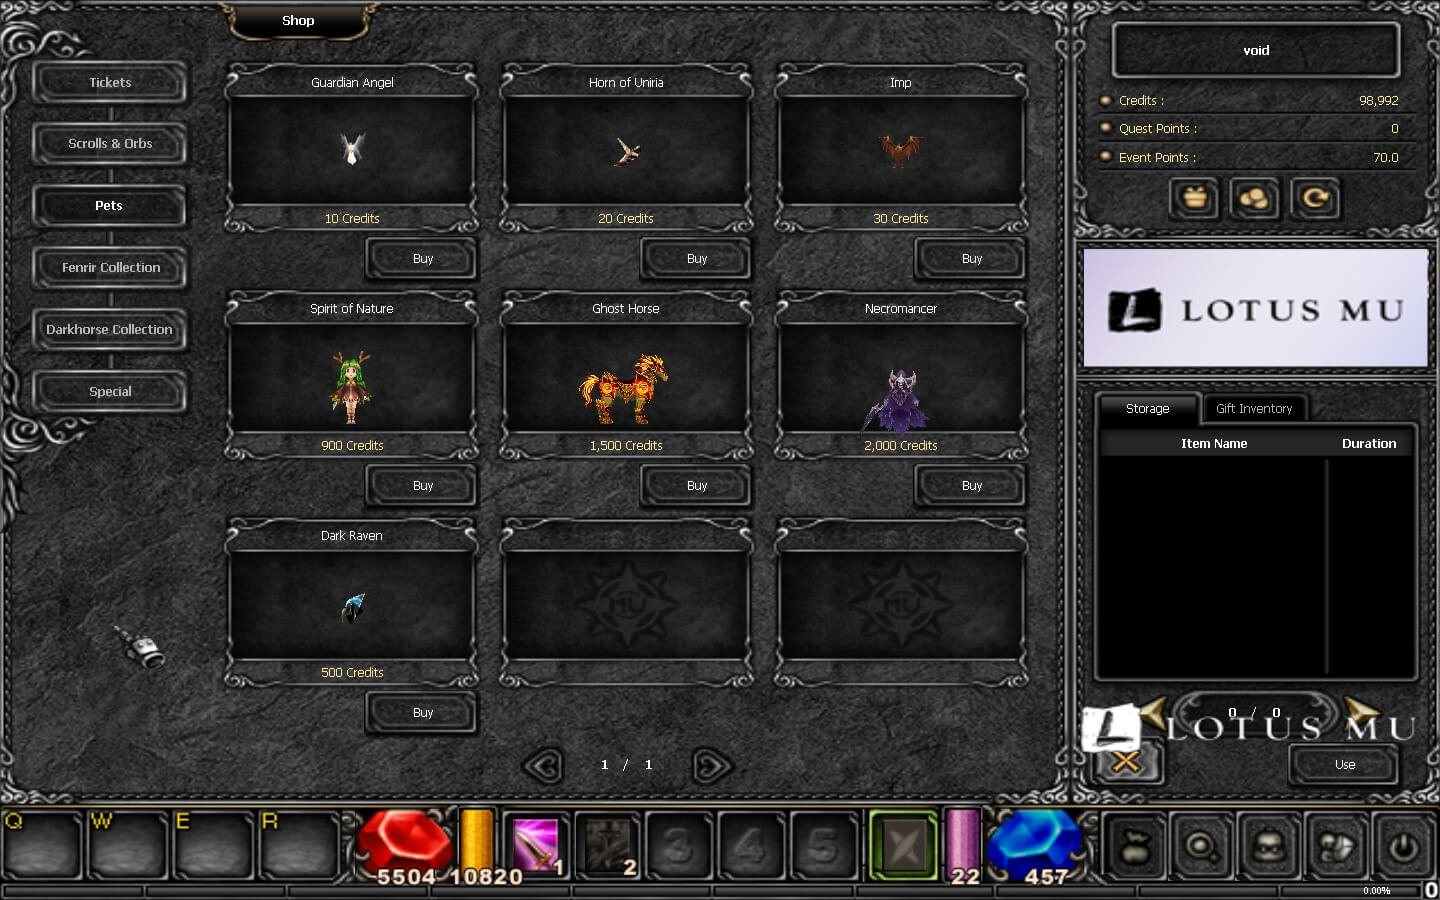 Shop
void
Tickets
Scrolls & Orbs
Pets
Fenrir Collection
Darkhorse Collection
Special
Guardian Angel
10 Credits
Buy
Horn of Uniria
20 Credits
Buy
Imp
30 Credits
Buy
Spirit of Nature
900 Credits
Buy
Ghost Horse
1,500 Credits
Buy
Necromancer
2,000 Credits
Buy
Dark Raven
500 Credits
Buy
MU
MU
1 / 1
Credits : 98,992
Quest Points : 0
Event Points : 70.0
L LOTUS MU
Storage
Gift Inventory
Item Name Duration
0 / 0
L LOTUS MU
Use
Q W E R
5504 10820
1 2 3 4 5
22 457
0.00% 0